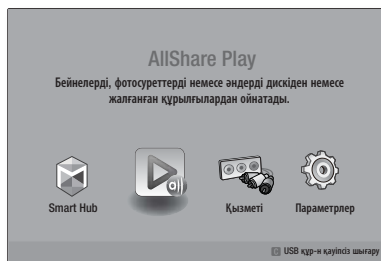 AllShare Play
Бейнелерді, фотосуреттерді немесе әндерді дискіден немесе
жалғанған құрылғылардан ойнатады.
Smart Hub
Қызметі
Параметрлер
USB құр-н қауіпсіз шығару